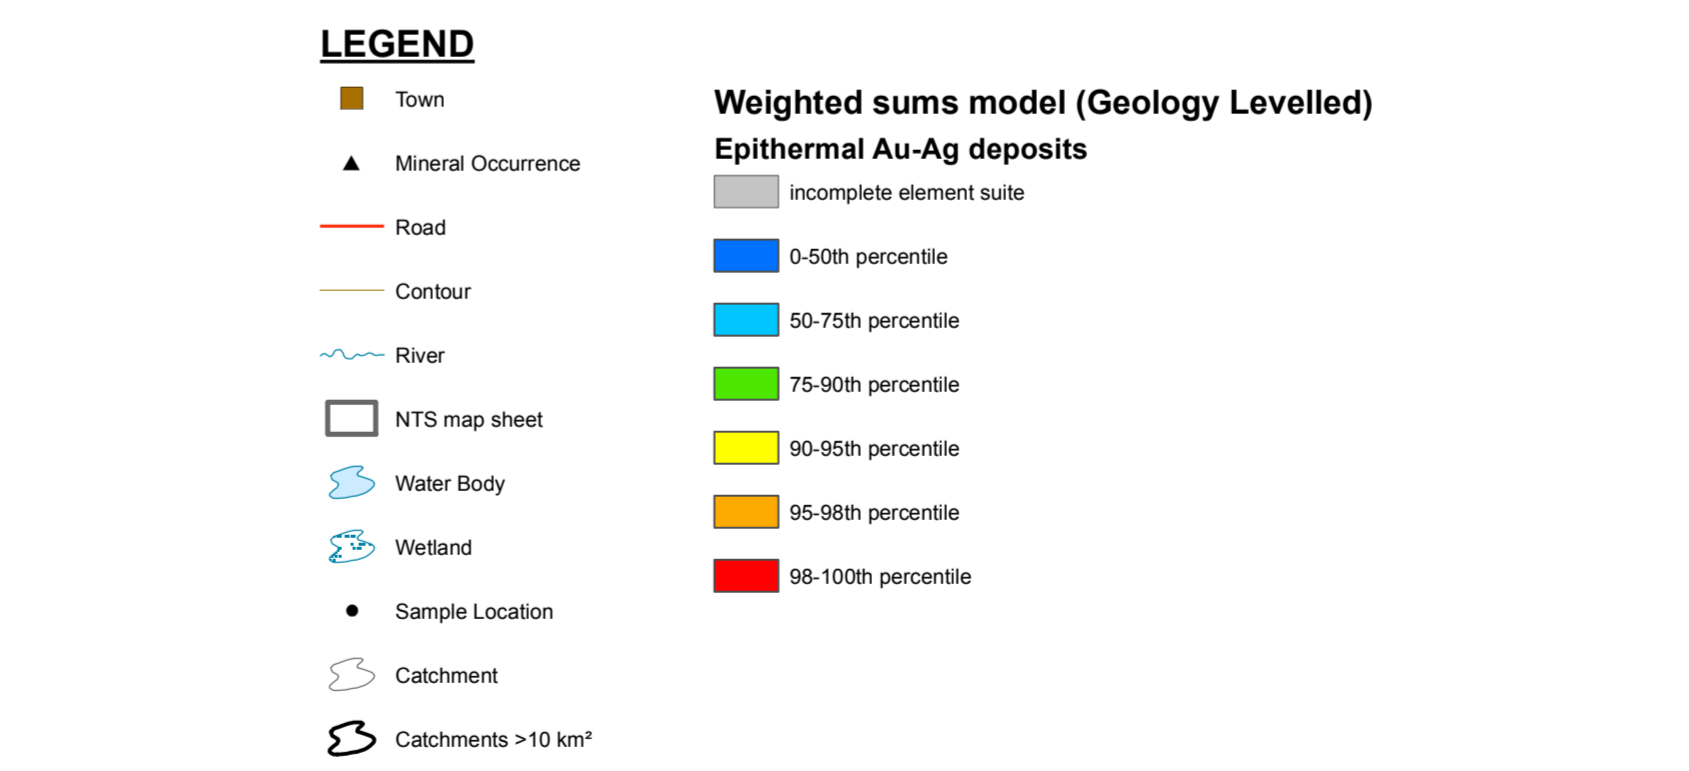 LEGEND
Town
Mineral Occurrence
Road
Contour
River
NTS map sheet
Water Body
Wetland
Sample Location
Catchment
Catchments >10 km²
Weighted sums model (Geology Levelled)
Epithermal Au-Ag deposits
incomplete element suite
0-50th percentile
50-75th percentile
75-90th percentile
90-95th percentile
95-98th percentile
98-100th percentile